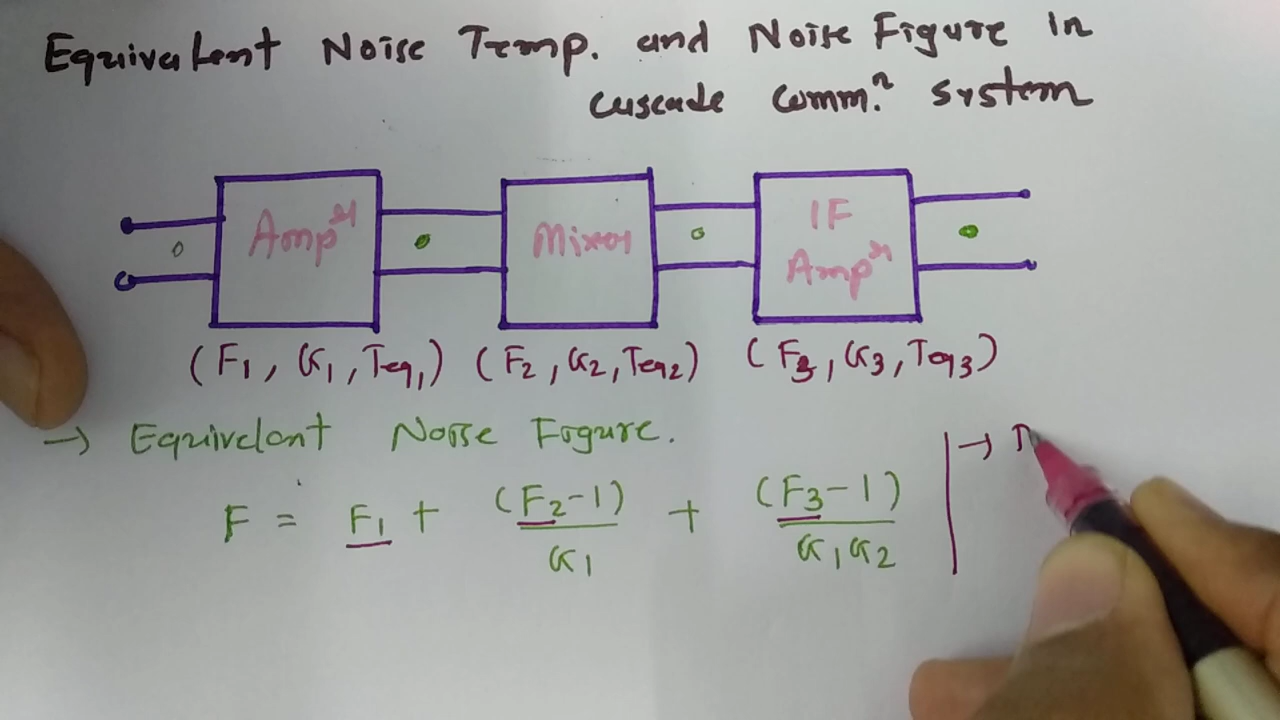 Equivalent Noise Temp. and Noise Figure in
cascade commⁿ. system
Ampʳ
Mixer
IF
Ampʳ
(F₁, G₁, Teq₁) (F₂, G₂, Teq₂) (F₃, G₃, Teq₃)
→ Equivalent Noise Figure.
F = F₁ + (F₂-1)/G₁ + (F₃-1)/G₁G₂ | →